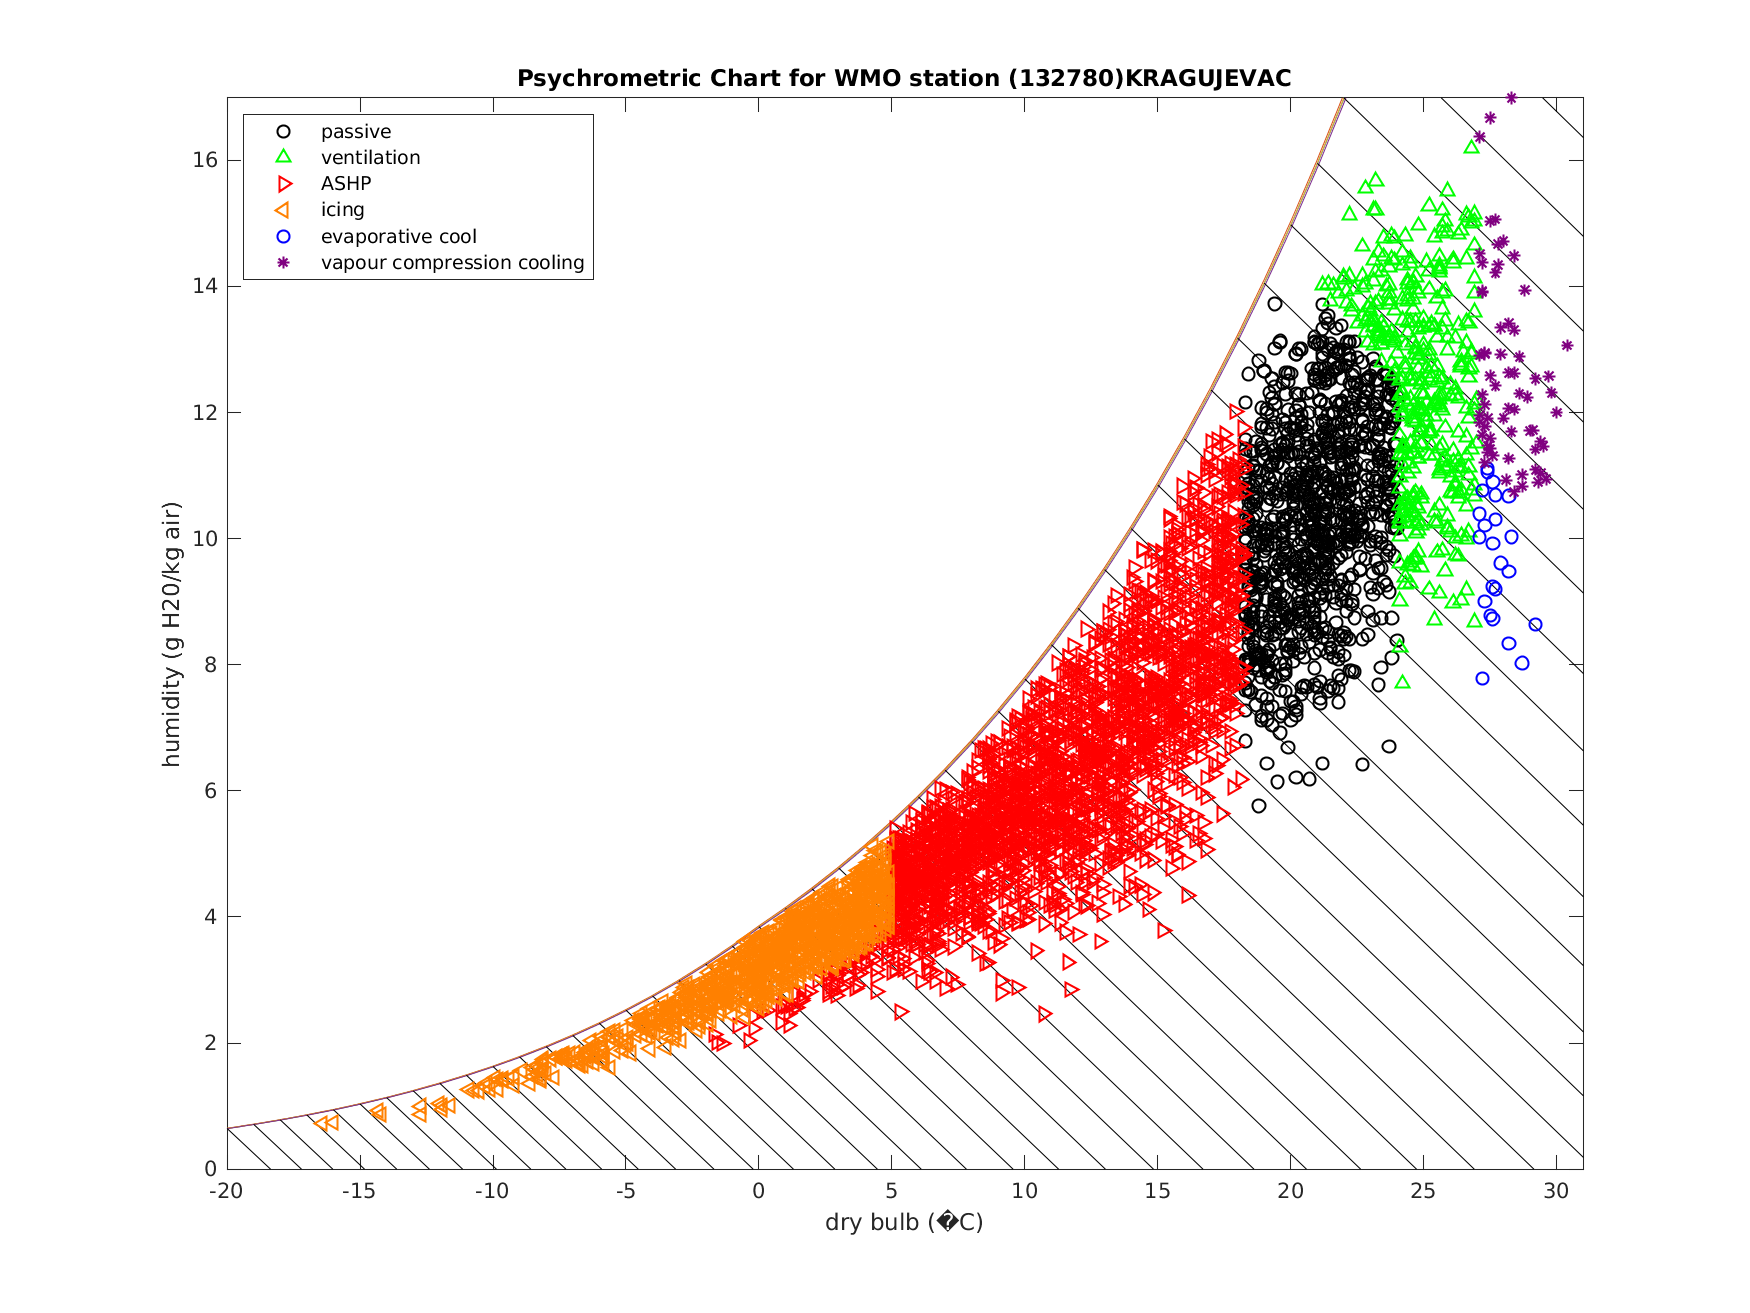 Psychrometric Chart for WMO station (132780)KRAGUJEVAC
passive
ventilation
ASHP
icing
evaporative cool
vapour compression cooling
humidity (g H20/kg air)
16
14
12
10
8
6
4
2
0
-20 -15 -10 -5 0 5 10 15 20 25 30
dry bulb (�C)